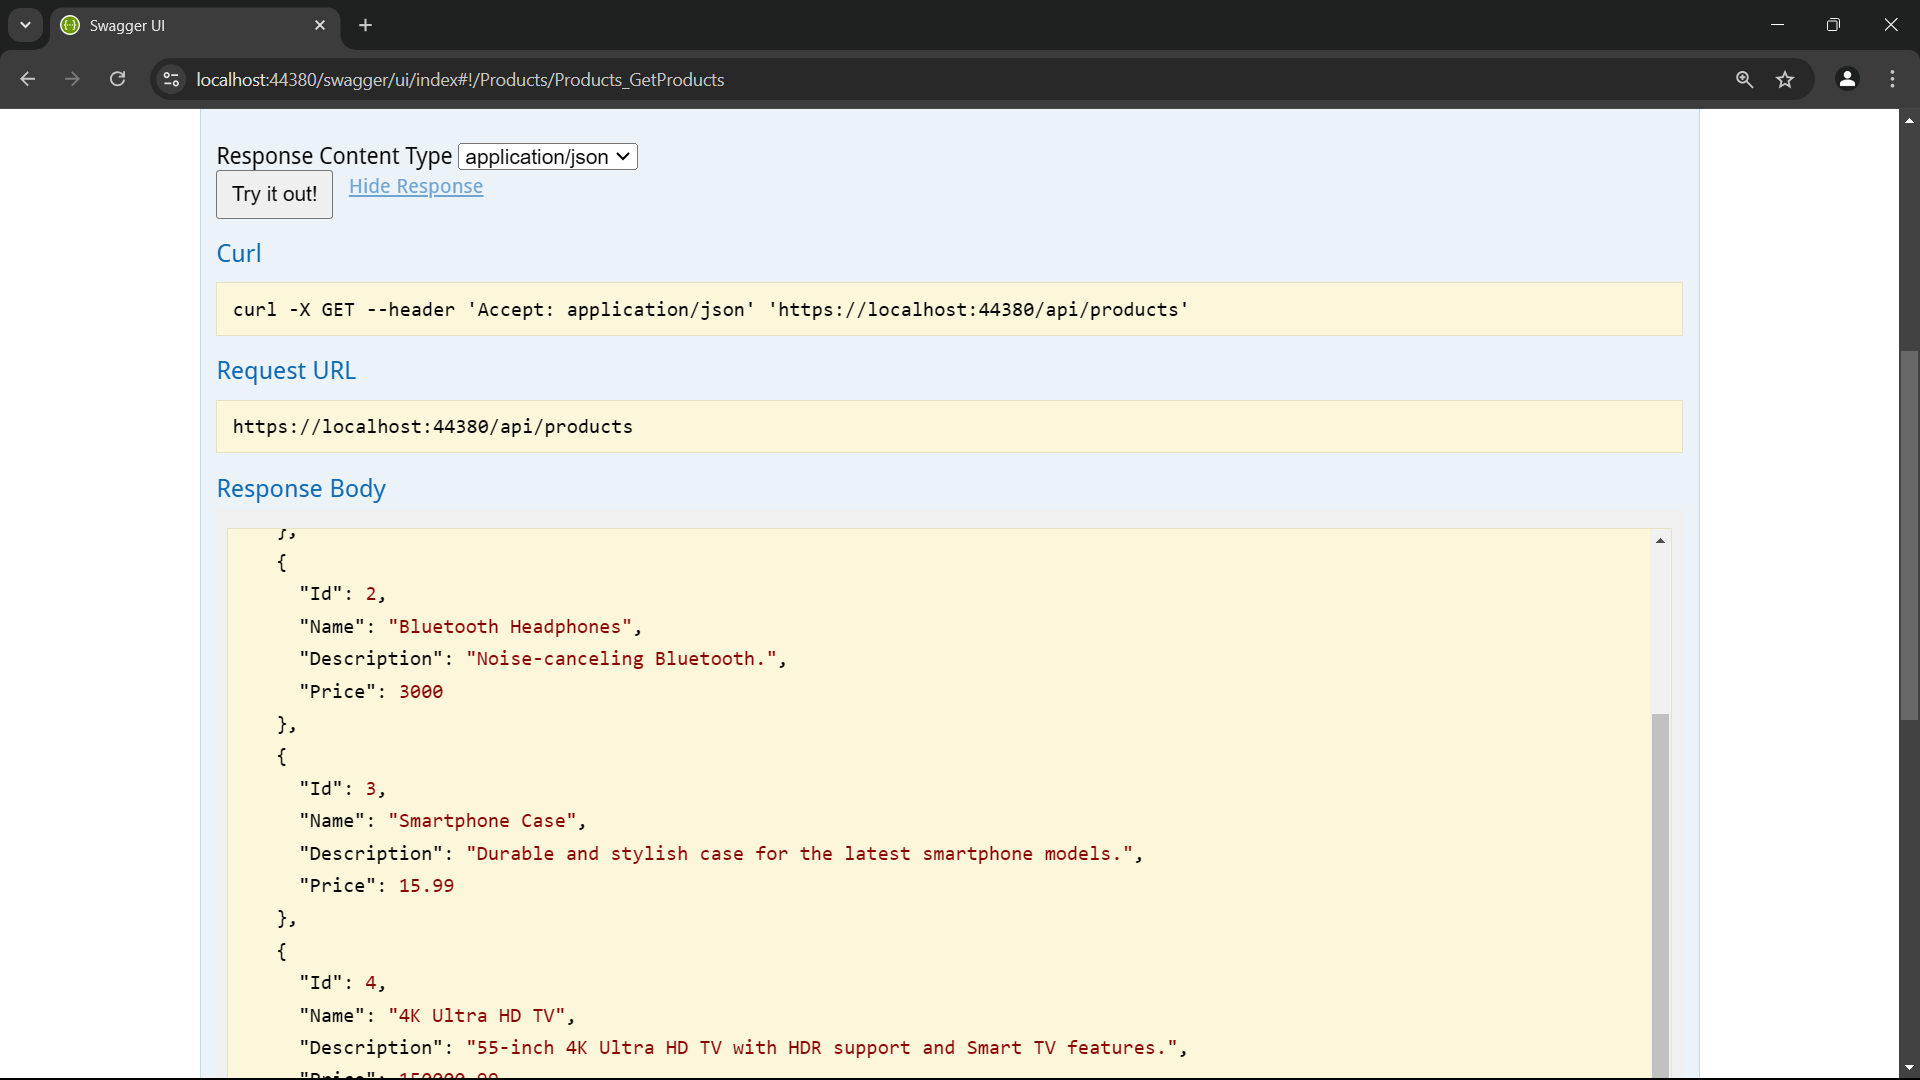 Swagger UI
localhost:44380/swagger/ui/index#!/Products/Products_GetProducts
Response Content Type application/json
Try it out! Hide Response
Curl
curl -X GET --header 'Accept: application/json' 'https://localhost:44380/api/products'
Request URL
https://localhost:44380/api/products
Response Body
},
{
"Id": 2,
"Name": "Bluetooth Headphones",
"Description": "Noise-canceling Bluetooth.",
"Price": 3000
},
{
"Id": 3,
"Name": "Smartphone Case",
"Description": "Durable and stylish case for the latest smartphone models.",
"Price": 15.99
},
{
"Id": 4,
"Name": "4K Ultra HD TV",
"Description": "55-inch 4K Ultra HD TV with HDR support and Smart TV features.",
"Price":